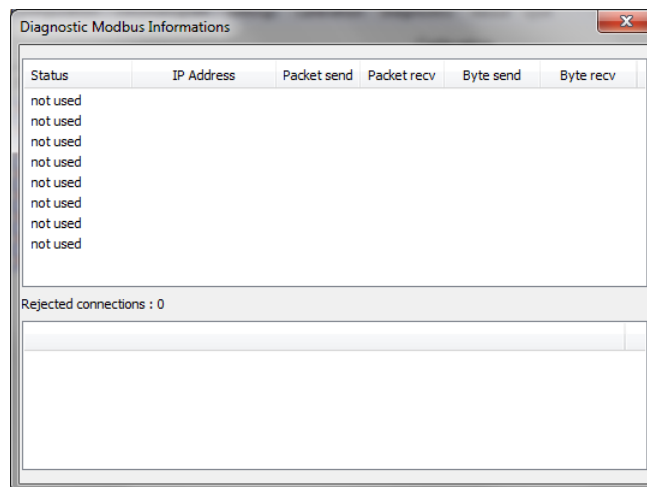 Diagnostic Modbus Informations
Status IP Address Packet send Packet recv Byte send Byte recv
not used
not used
not used
not used
not used
not used
not used
not used
Rejected connections : 0